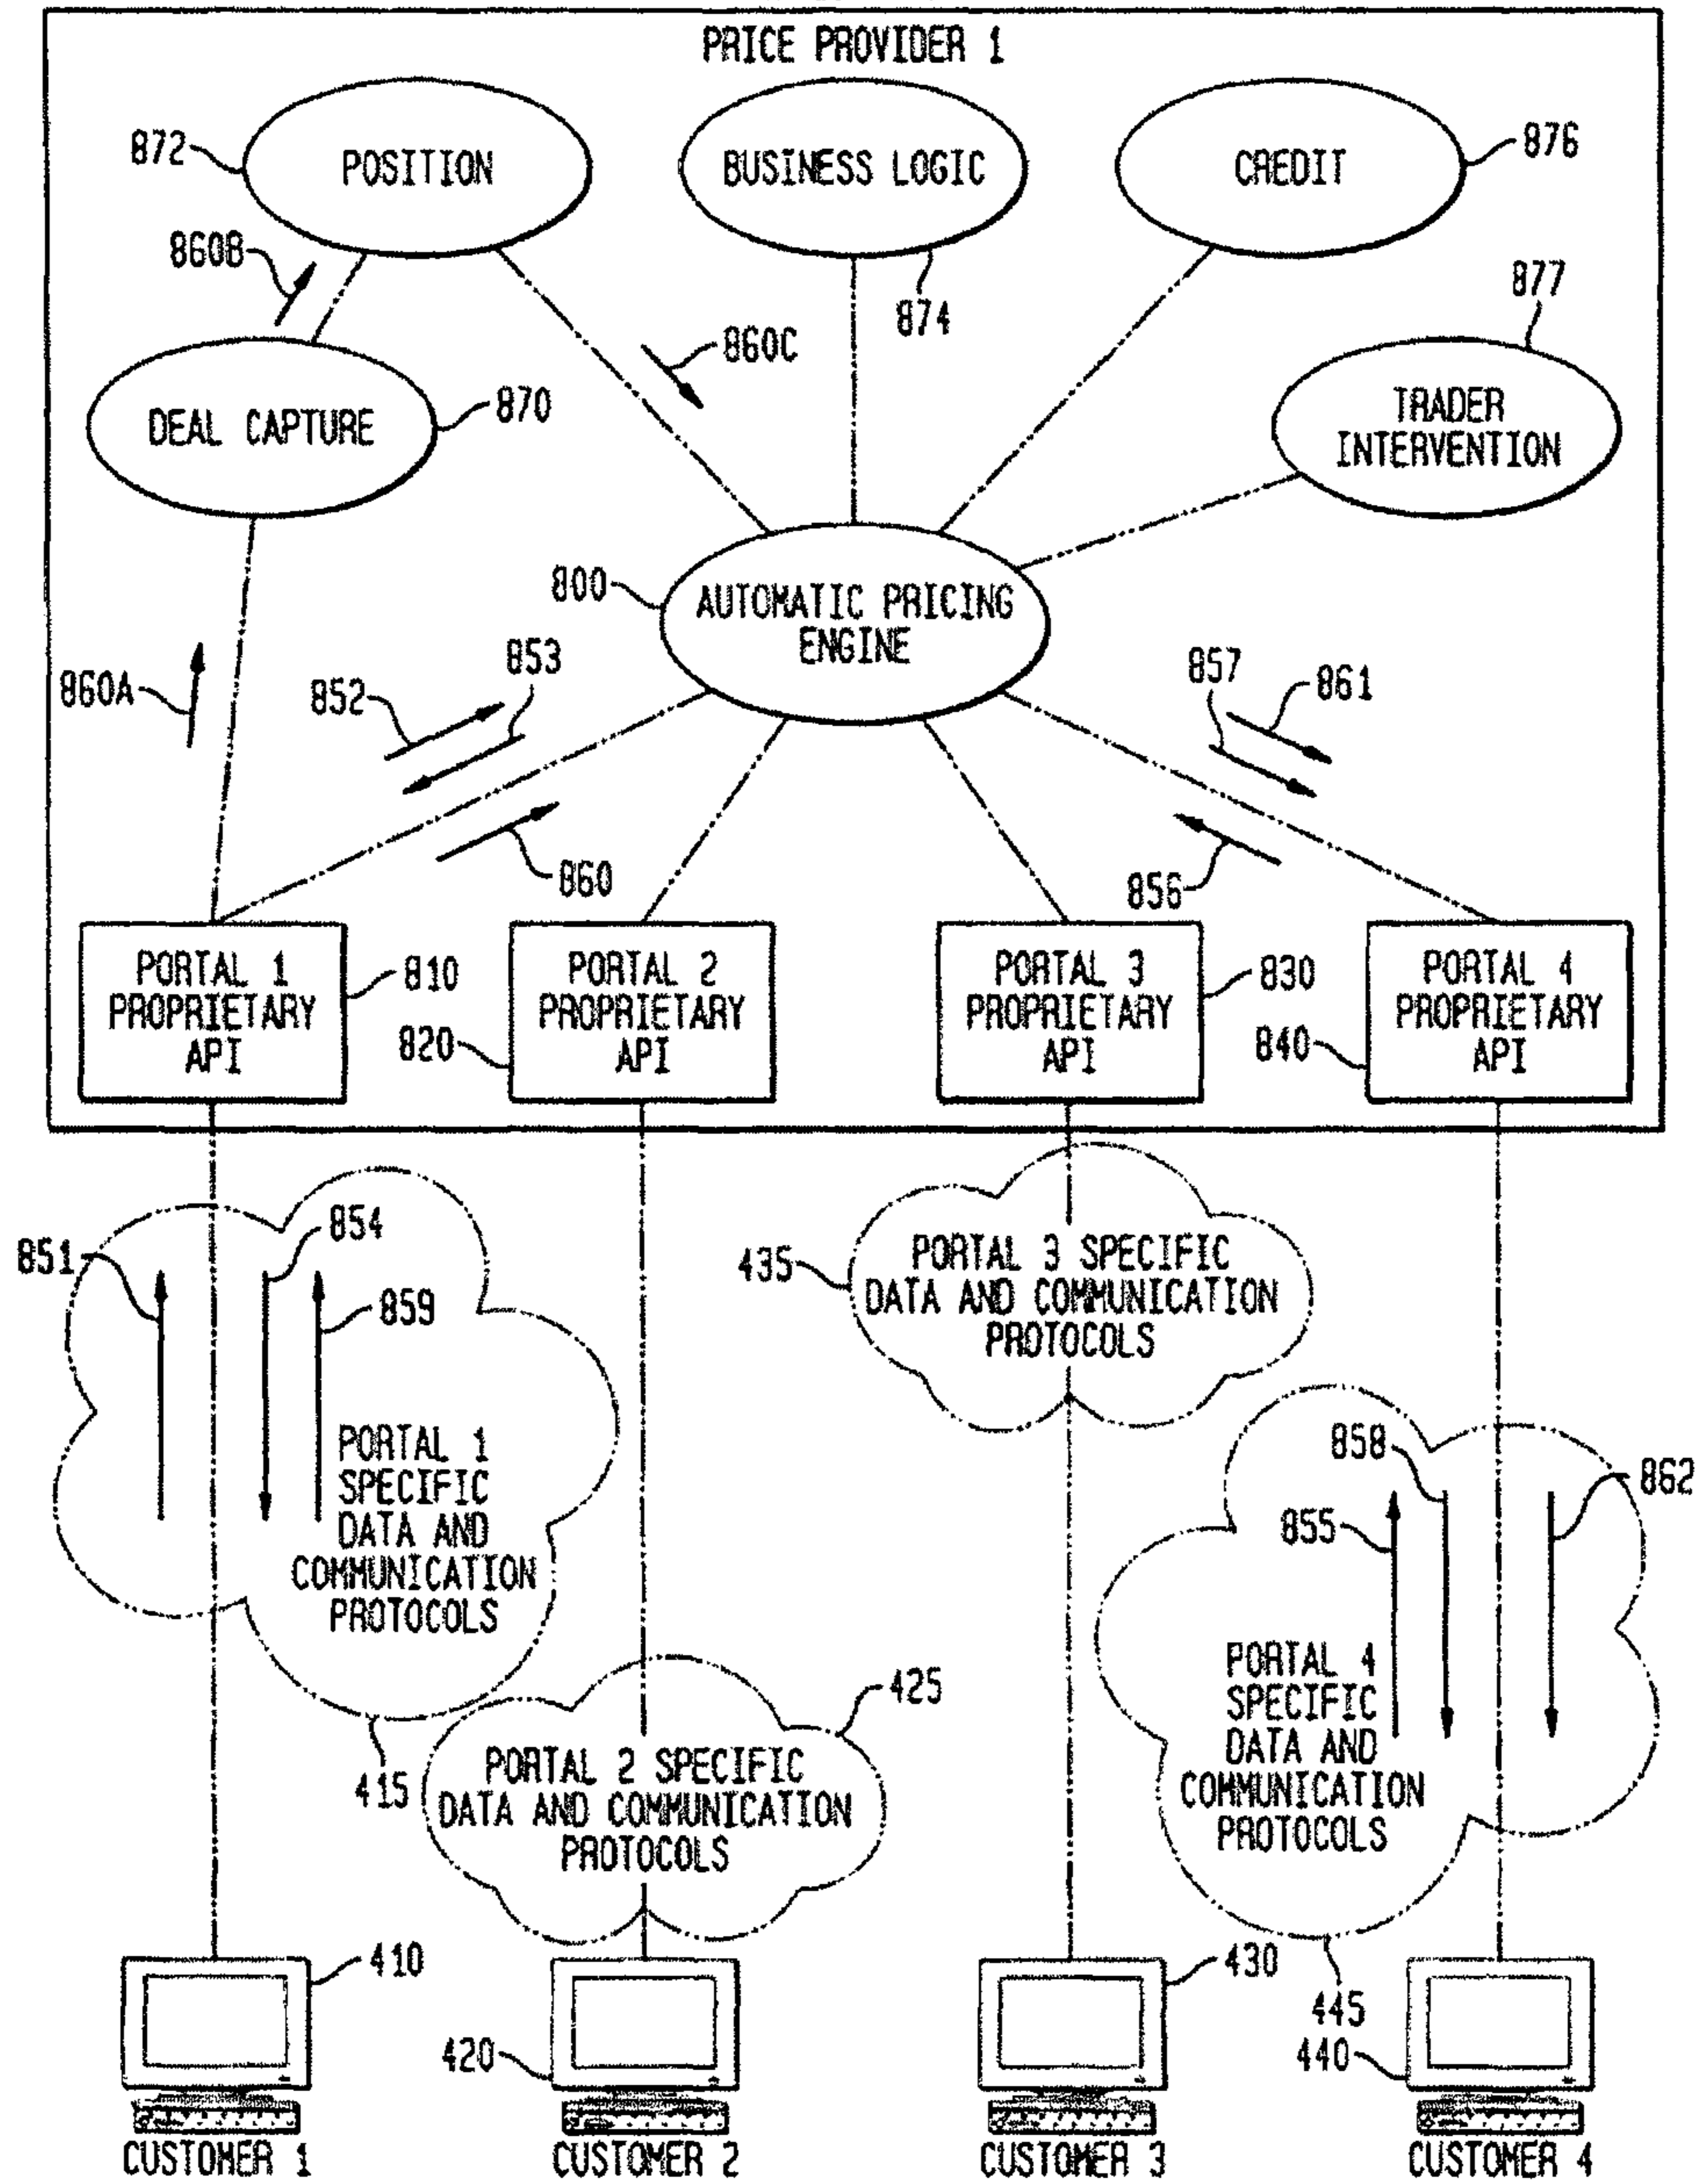 PRICE PROVIDER 1
872
POSITION
BUSINESS LOGIC
CREDIT
876
860B
874
877
860C
DEAL CAPTURE
870
TRADER
INTERVENTION
800
AUTOMATIC PRICING
ENGINE
860A
852
853
857
861
860
856
PORTAL 1
PROPRIETARY
API
810
PORTAL 2
PROPRIETARY
API
820
PORTAL 3
PROPRIETARY
API
830
PORTAL 4
PROPRIETARY
API
840
851
854
859
PORTAL 1
SPECIFIC
DATA AND
COMMUNICATION
PROTOCOLS
415
435
PORTAL 3 SPECIFIC
DATA AND COMMUNICATION
PROTOCOLS
858
862
855
PORTAL 4
SPECIFIC
DATA AND
COMMUNICATION
PROTOCOLS
445
425
PORTAL 2 SPECIFIC
DATA AND COMMUNICATION
PROTOCOLS
410
420
430
440
CUSTOMER 1
CUSTOMER 2
CUSTOMER 3
CUSTOMER 4